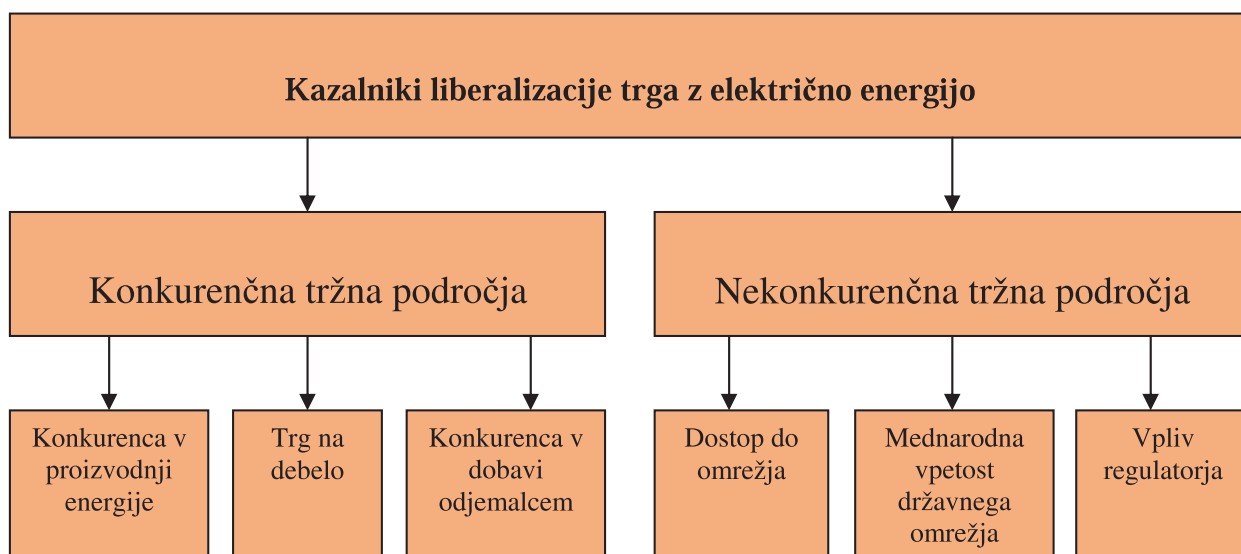 Kazalniki liberalizacije trga z električno energijo
Konkurenčna tržna področja
Nekonkurenčna tržna področja
Konkurenca v
proizvodnji
energije
Trg na
debelo
Konkurenca v
dobavi
odjemalcem
Dostop do
omrežja
Mednarodna
vpetost
državnega
omrežja
Vpliv
regulatorja